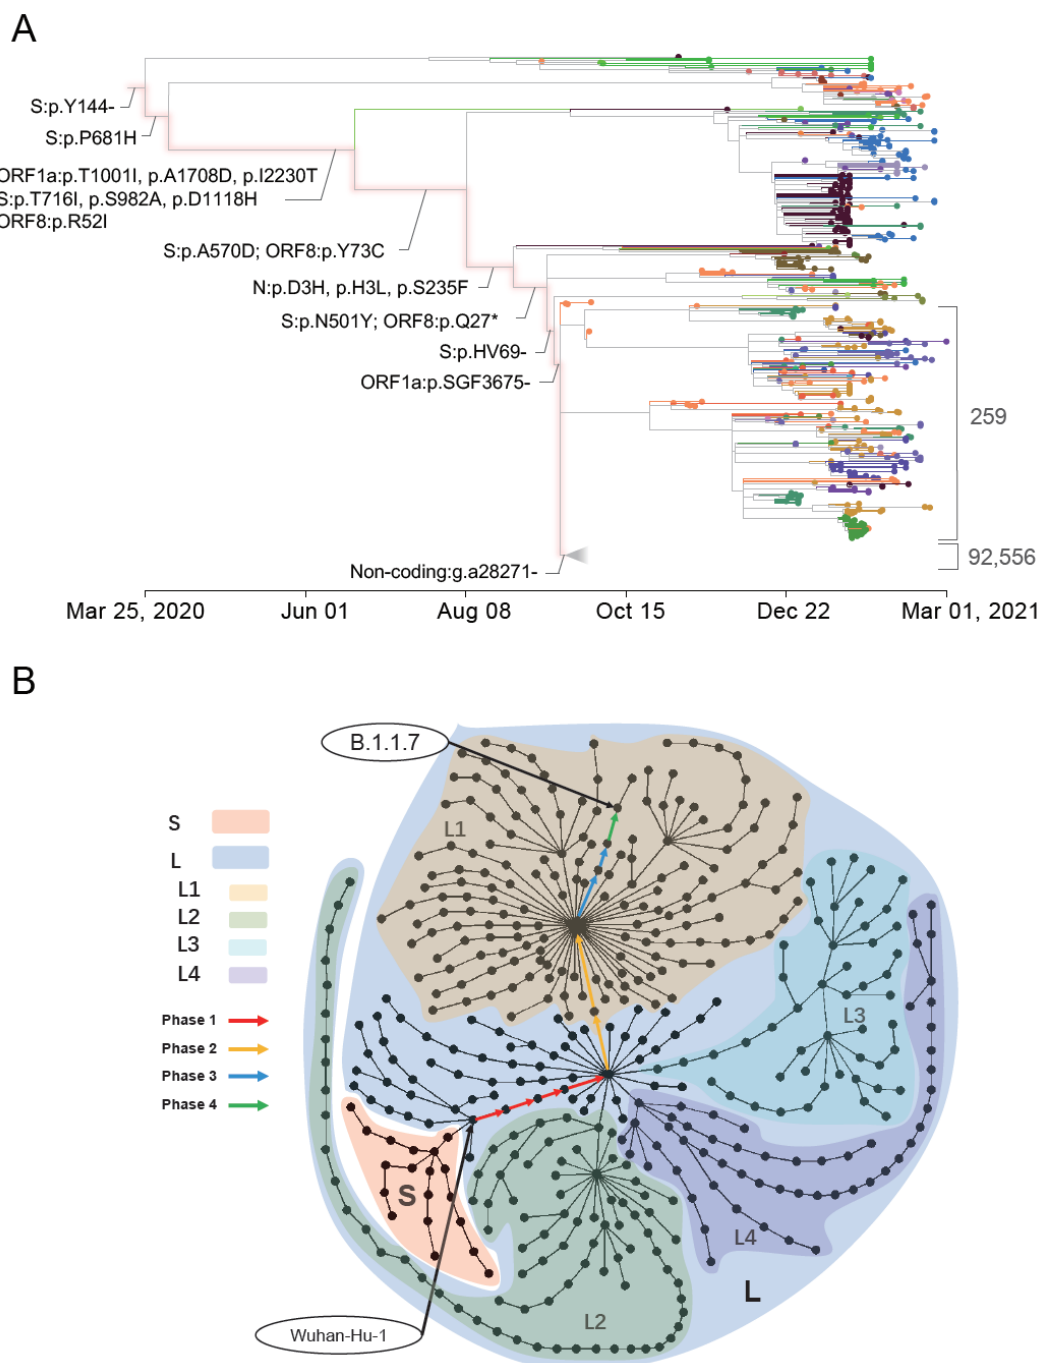 A
S:p.Y144-
S:p.P681H
ORF1a:p.T1001I, p.A1708D, p.I2230T
S:p.T716I, p.S982A, p.D1118H
ORF8:p.R52I
S:p.A570D; ORF8:p.Y73C
N:p.D3H, p.H3L, p.S235F
S:p.N501Y; ORF8:p.Q27*
S:p.HV69-
ORF1a:p.SGF3675-
259
92,556
Non-coding:g.a28271-
Mar 25, 2020 Jun 01 Aug 08 Oct 15 Dec 22 Mar 01, 2021
B
B.1.1.7
S
L
L1
L2
L3
L4
Phase 1
Phase 2
Phase 3
Phase 4
L1
L3
S
L4
L
L2
Wuhan-Hu-1